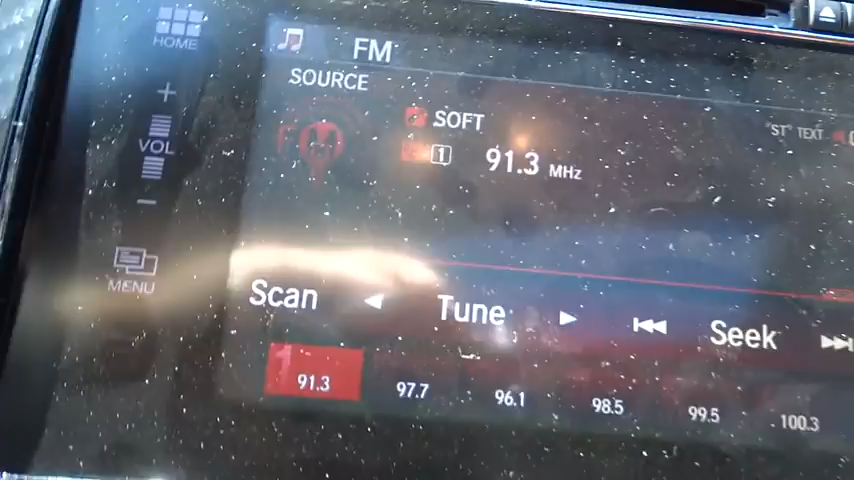 HOME
FM
SOURCE
SOFT
1
91.3 MHz
ST TEXT
+
VOL
−
MENU
Scan
Tune
Seek
1
91.3
97.7
96.1
98.5
99.5
100.3